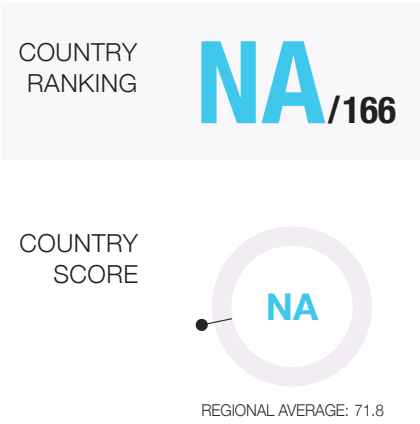 COUNTRY
RANKING
NA/166
COUNTRY
SCORE
NA
REGIONAL AVERAGE: 71.8